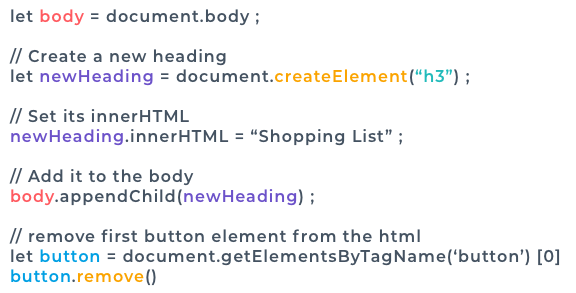 let body = document.body ;
// Create a new heading
let newHeading = document.createElement(“h3”) ;
// Set its innerHTML
newHeading.innerHTML = “Shopping List” ;
// Add it to the body
body.appendChild(newHeading) ;
// remove first button element from the html
let button = document.getElementsByTagName(‘button’) [0]
button.remove()